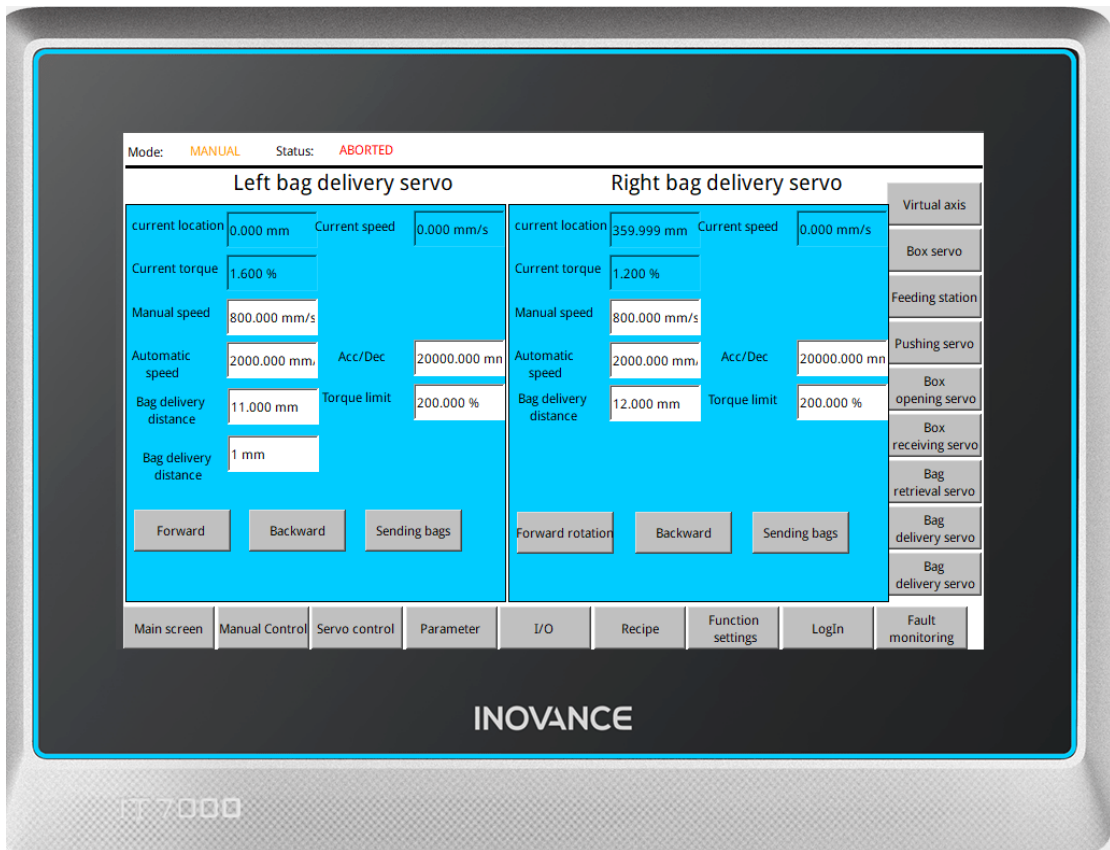 Mode: MANUAL Status: ABORTED
Left bag delivery servo
Right bag delivery servo
current location 0.000 mm Current speed 0.000 mm/s
Current torque 1.600 %
Manual speed 800.000 mm/s
Automatic
speed
2000.000 mm Acc/Dec 20000.000
Bag delivery
distance
11.000 mm Torque limit 200.000 %
Bag delivery
distance
1 mm
Forward Backward Sending bags
current location 359.999 mm Current speed 0.000 mm/s
Current torque 1.200 %
Manual speed 800.000 mm/s
Automatic
speed
2000.000 mm Acc/Dec 20000.000
Bag delivery
distance
12.000 mm Torque limit 200.000 %
Forward rotation Backward Sending bags
Virtual axis
Box servo
Feeding station
Pushing servo
Box
opening servo
Box
receiving servo
Bag
retrieval servo
Bag
delivery servo
Bag
delivery servo
Main screen Manual Control Servo control Parameter I/O Recipe Function
settings
LogIn Fault
monitoring
INOVANCE
IT 7000